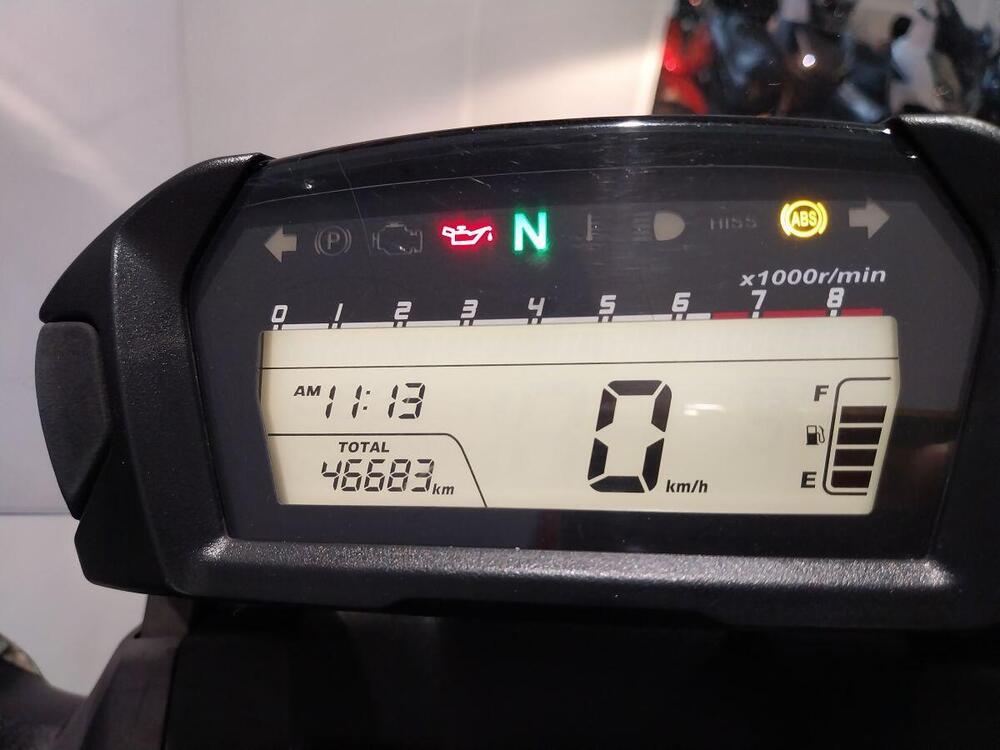 P N HISS ABS
x1000r/min
0 1 2 3 4 5 6 7 8
AM 11:13
TOTAL
46683 km
0 km/h
F
E